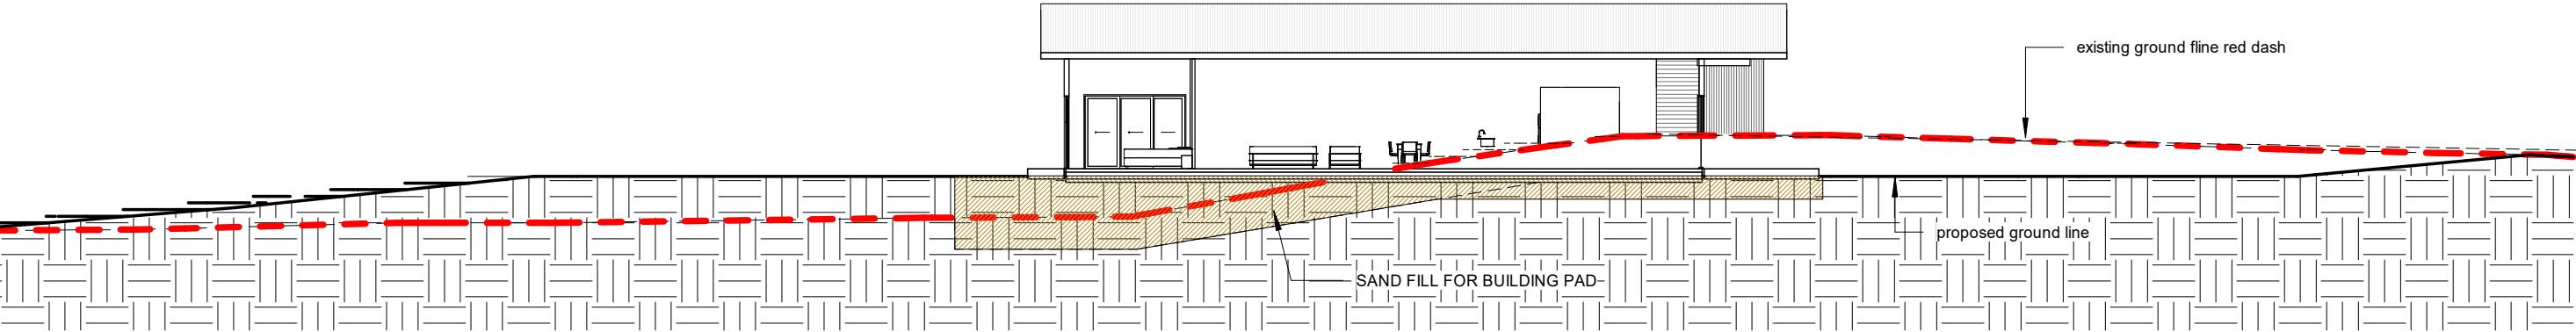 existing ground fline red dash
proposed ground line
SAND FILL FOR BUILDING PAD